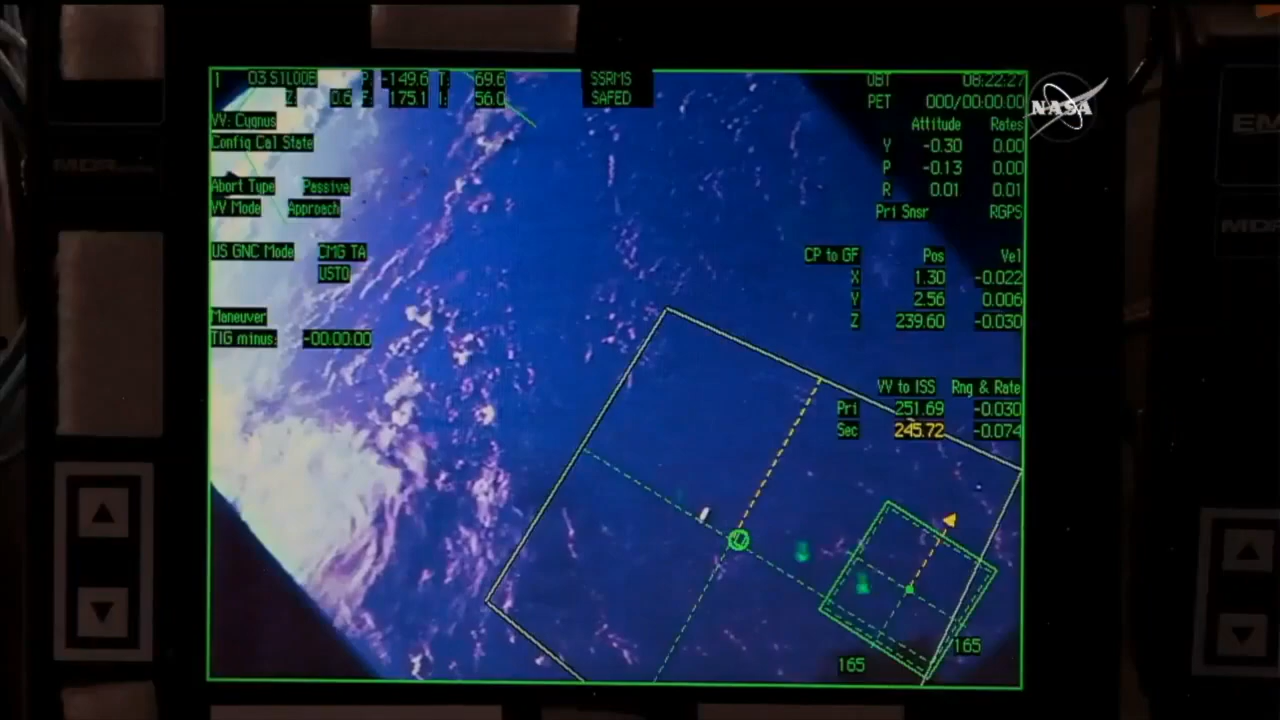 1 03 S1LOOB P -149.6 T: 69.6
Z: 0.6 F: 175.1 I: 56.0
SSRMS
SAFED
VV: Cygnus
Config Cal State
Abort Type Passive
VV Mode Approach
US GNC Mode CMG TA
USTO
Maneuver
TIG minus: -00:00:00
08:22:27
PET 000/00:00:00
Attitude Rates
Y -0.30 0.00
P -0.13 0.00
R 0.01 0.01
Pri Snsr RGPS
CP to GF Pos Vel
X 1.30 -0.022
Y 2.56 0.006
Z 239.60 -0.030
VV to ISS Rng & Rate
Pri 251.69 -0.030
Sec 245.72 -0.074
165
165
NASA
EM
MDP